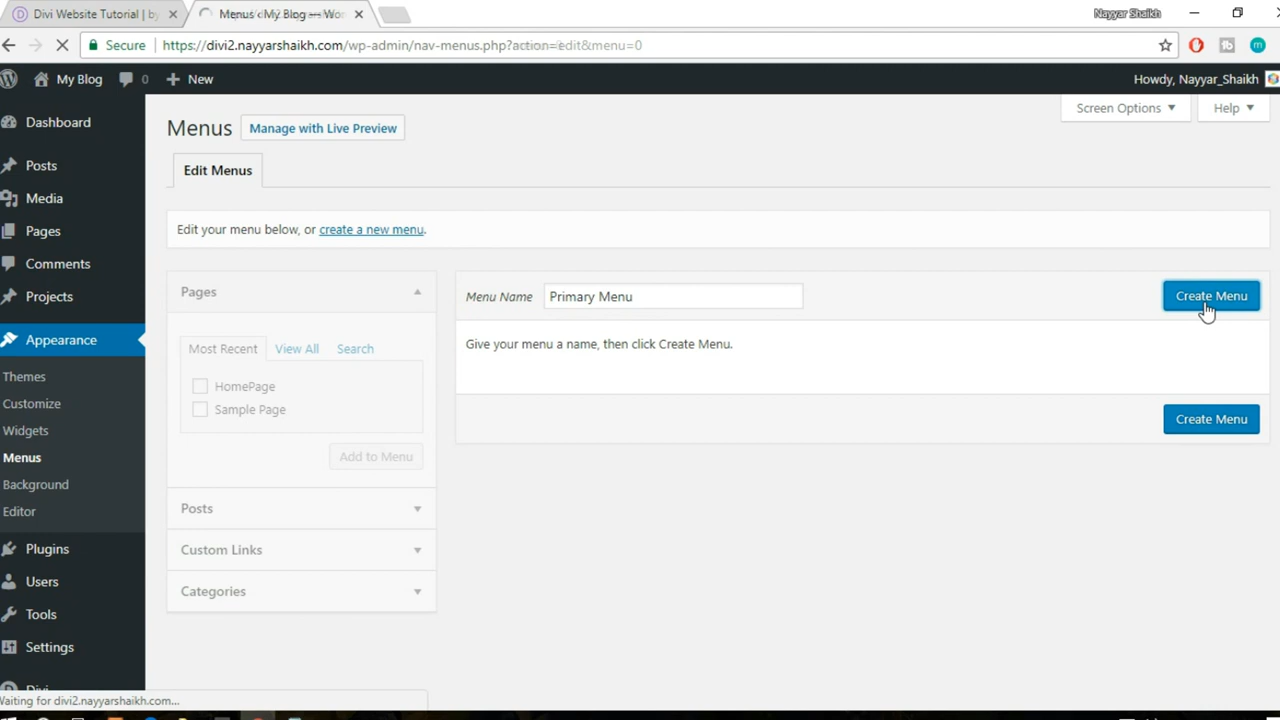 Divi Website Tutorial | by
Menus ‹ My Blog — Wor
Nayyar Shaikh
Secure
https://divi2.nayyarshaikh.com/wp-admin/nav-menus.php?action=edit&menu=0
My Blog
0
New
Howdy, Nayyar_Shaikh
Dashboard
Posts
Media
Pages
Comments
Projects
Appearance
Themes
Customize
Widgets
Menus
Background
Editor
Plugins
Users
Tools
Settings
Divi
Screen Options
Help
Menus
Manage with Live Preview
Edit Menus
Edit your menu below, or create a new menu.
Pages
Most Recent
View All
Search
HomePage
Sample Page
Add to Menu
Posts
Custom Links
Categories
Menu Name
Primary Menu
Create Menu
Give your menu a name, then click Create Menu.
Create Menu
Waiting for divi2.nayyarshaikh.com...